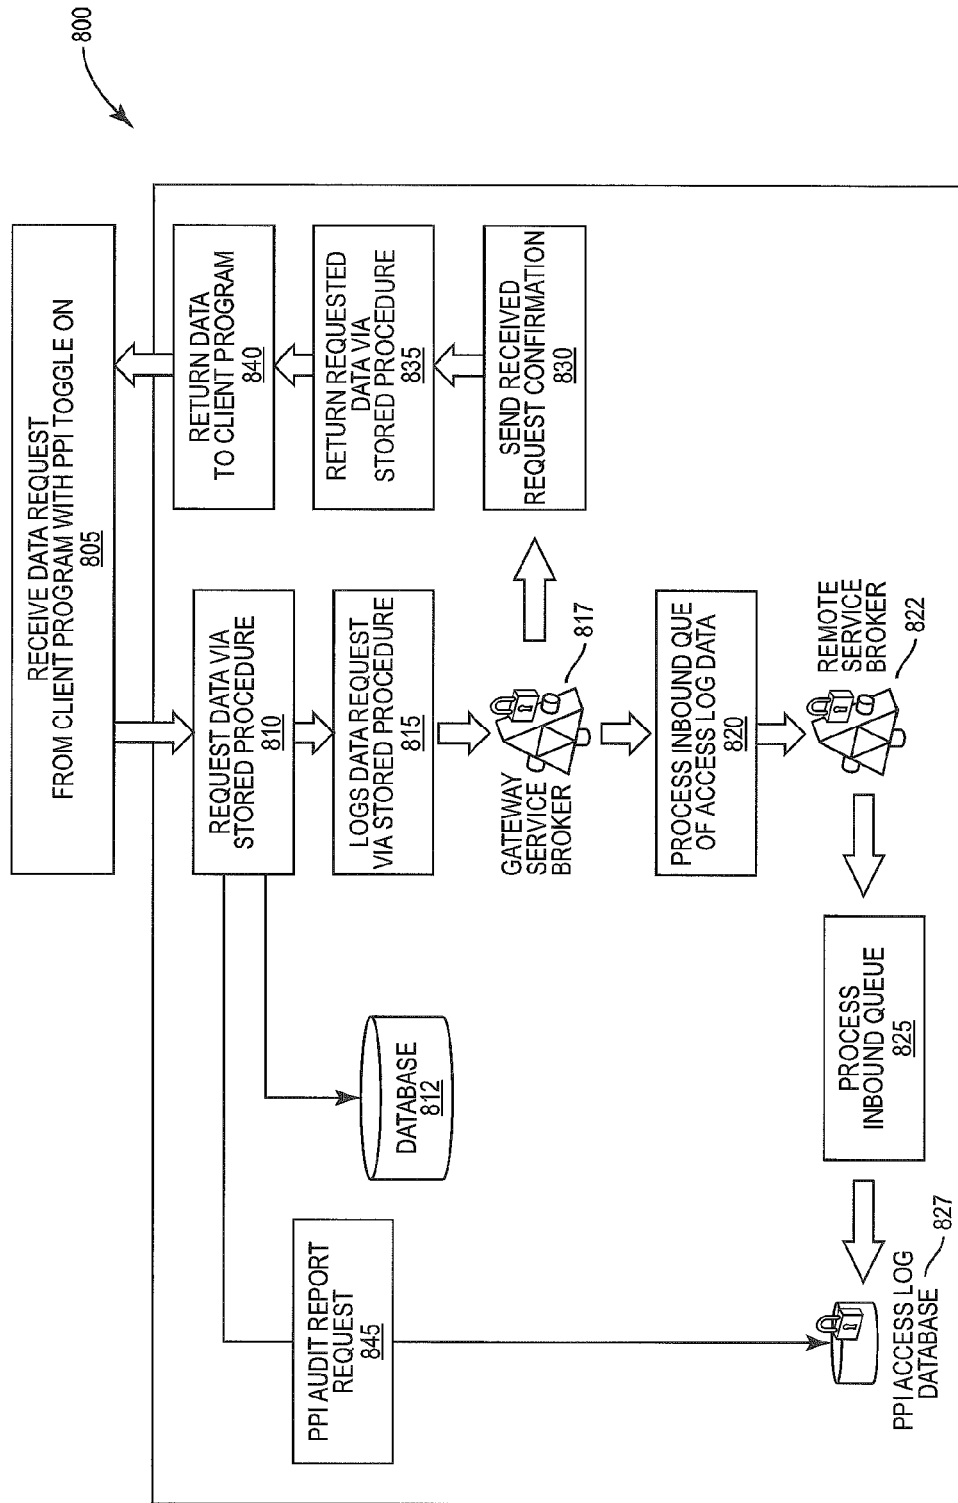 800
RECEIVE DATA REQUEST
FROM CLIENT PROGRAM WITH PPI TOGGLE ON
805
REQUEST DATA VIA
STORED PROCEDURE
810
RETURN DATA
TO CLIENT PROGRAM
840
DATABASE
812
LOGS DATA REQUEST
VIA STORED PROCEDURE
815
RETURN REQUESTED
DATA VIA
STORED PROCEDURE
835
PPI AUDIT REPORT
REQUEST
845
GATEWAY
SERVICE
BROKER
817
SEND RECEIVED
REQUEST CONFIRMATION
830
PROCESS INBOUND QUE
OF ACCESS LOG DATA
820
REMOTE
SERVICE
BROKER
822
PROCESS
INBOUND QUEUE
825
PPI ACCESS LOG
DATABASE
827